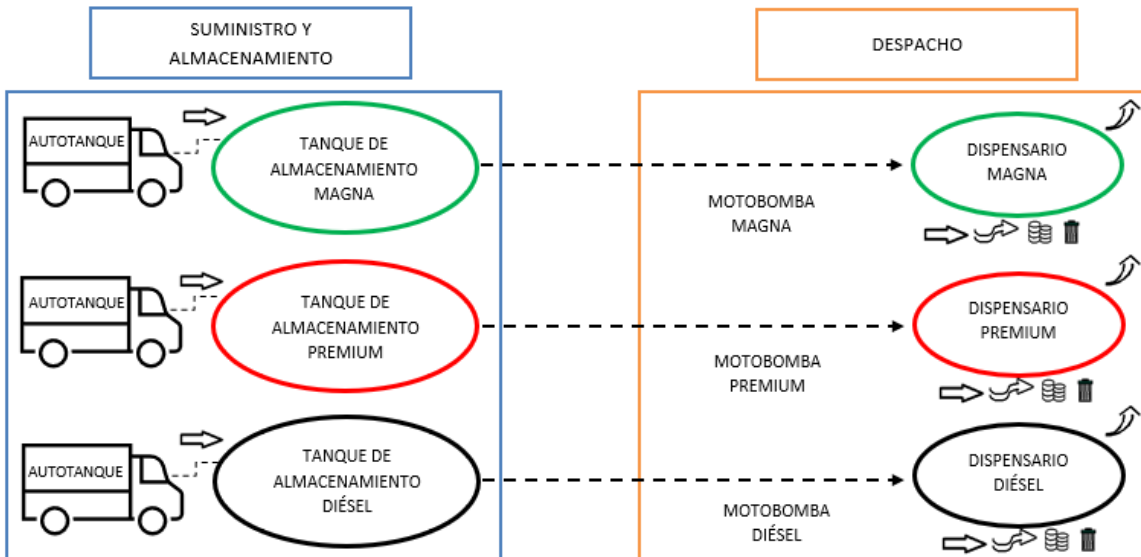 SUMINISTRO Y
ALMACENAMIENTO
DESPACHO
AUTOTANQUE
TANQUE DE
ALMACENAMIENTO
MAGNA
MOTOBOMBA
MAGNA
DISPENSARIO
MAGNA
AUTOTANQUE
TANQUE DE
ALMACENAMIENTO
PREMIUM
MOTOBOMBA
PREMIUM
DISPENSARIO
PREMIUM
AUTOTANQUE
TANQUE DE
ALMACENAMIENTO
DIÉSEL
MOTOBOMBA
DIÉSEL
DISPENSARIO
DIÉSEL